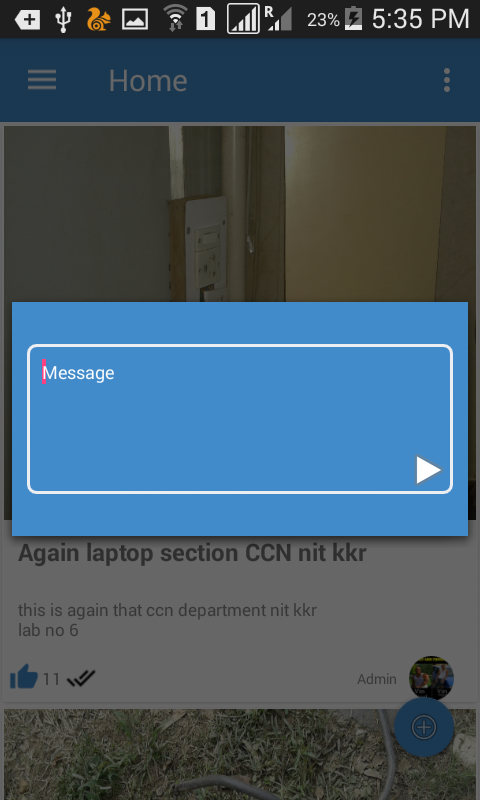 1
R
23%
5:35 PM
Home
Message
Again laptop section CCN nit kkr
this is again that ccn department nit kkr
lab no 6
11
Admin